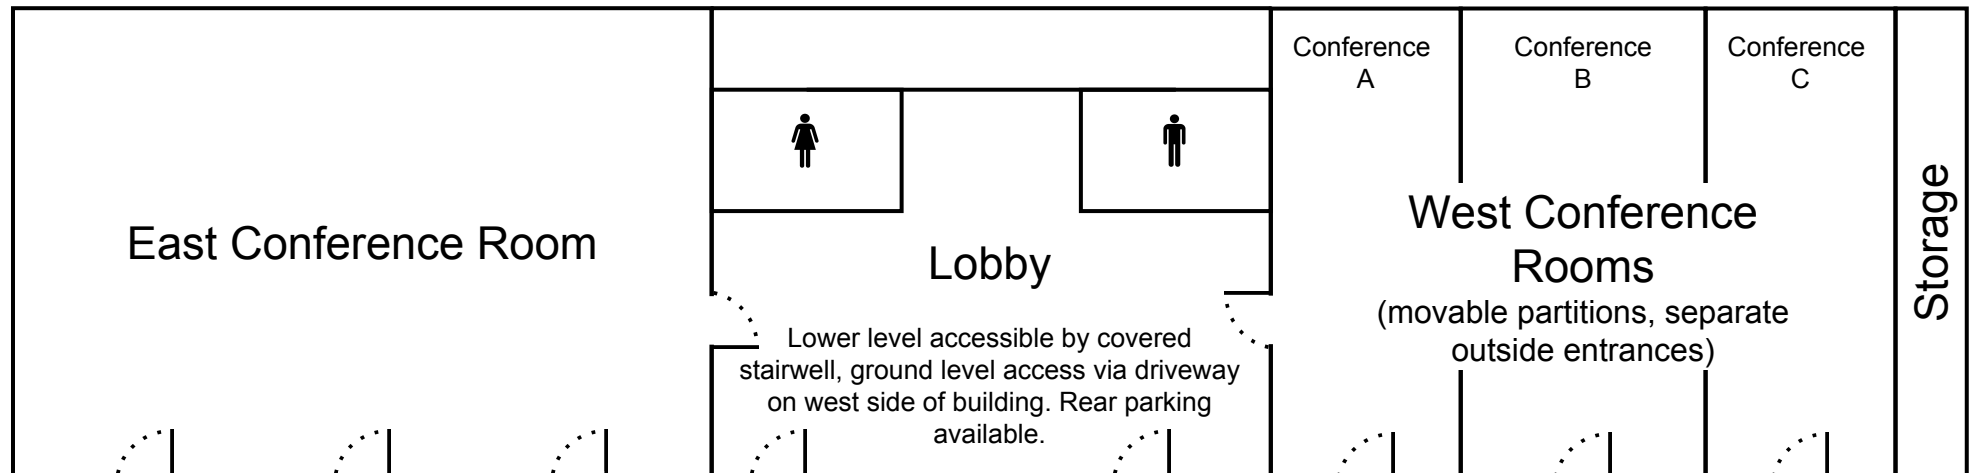 East Conference Room
Lobby
Lower level accessible by covered
stairwell, ground level access via driveway
on west side of building. Rear parking
available.
Conference
A
Conference
B
Conference
C
West Conference
Rooms
(movable partitions, separate
outside entrances)
Storage